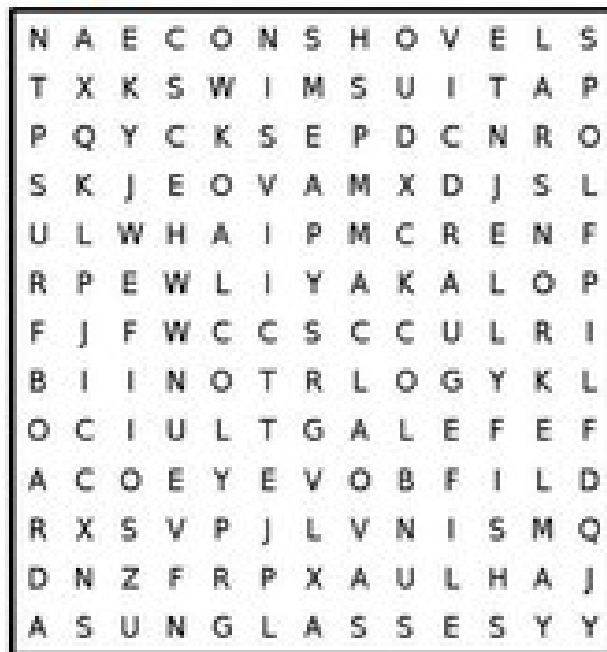 N A E C O N S H O V E L S
T X K S W I M S U I T A P
P Q Y C K S E P D C N R O
S K J E O V A M X D J S L
U L W H A I P M C R E N F
R P E W L I Y A K A L O P
F J F W C C S C C U L R I
B I I N O T R L O G Y K L
O C I U L T G A L E F E F
A C O E Y E V O B F I L D
R X S V P J L V N I S M Q
D N Z F R P X A U L H A J
A S U N G L A S S E S Y Y